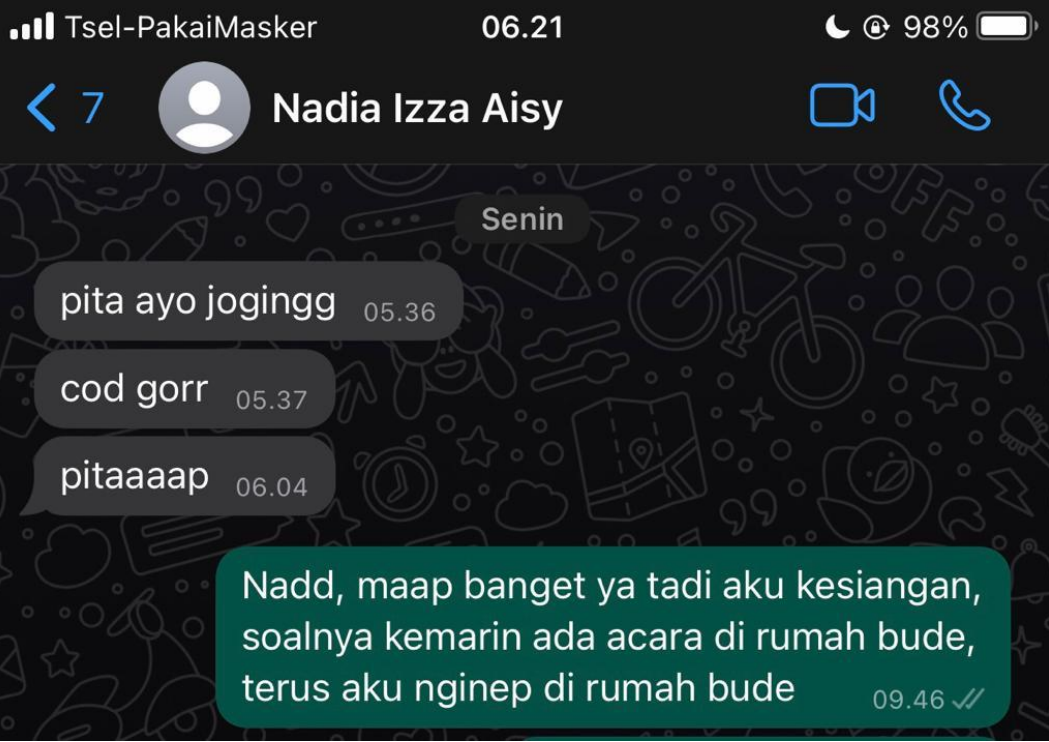 Tsel-PakaiMasker 06.21 98%
7 Nadia Izza Aisy
Senin
pita ayo jogingg 05.36
cod gorr 05.37
pitaaaap 06.04
Nadd, maap banget ya tadi aku kesiangan,
soalnya kemarin ada acara di rumah bude,
terus aku nginep di rumah bude 09.46